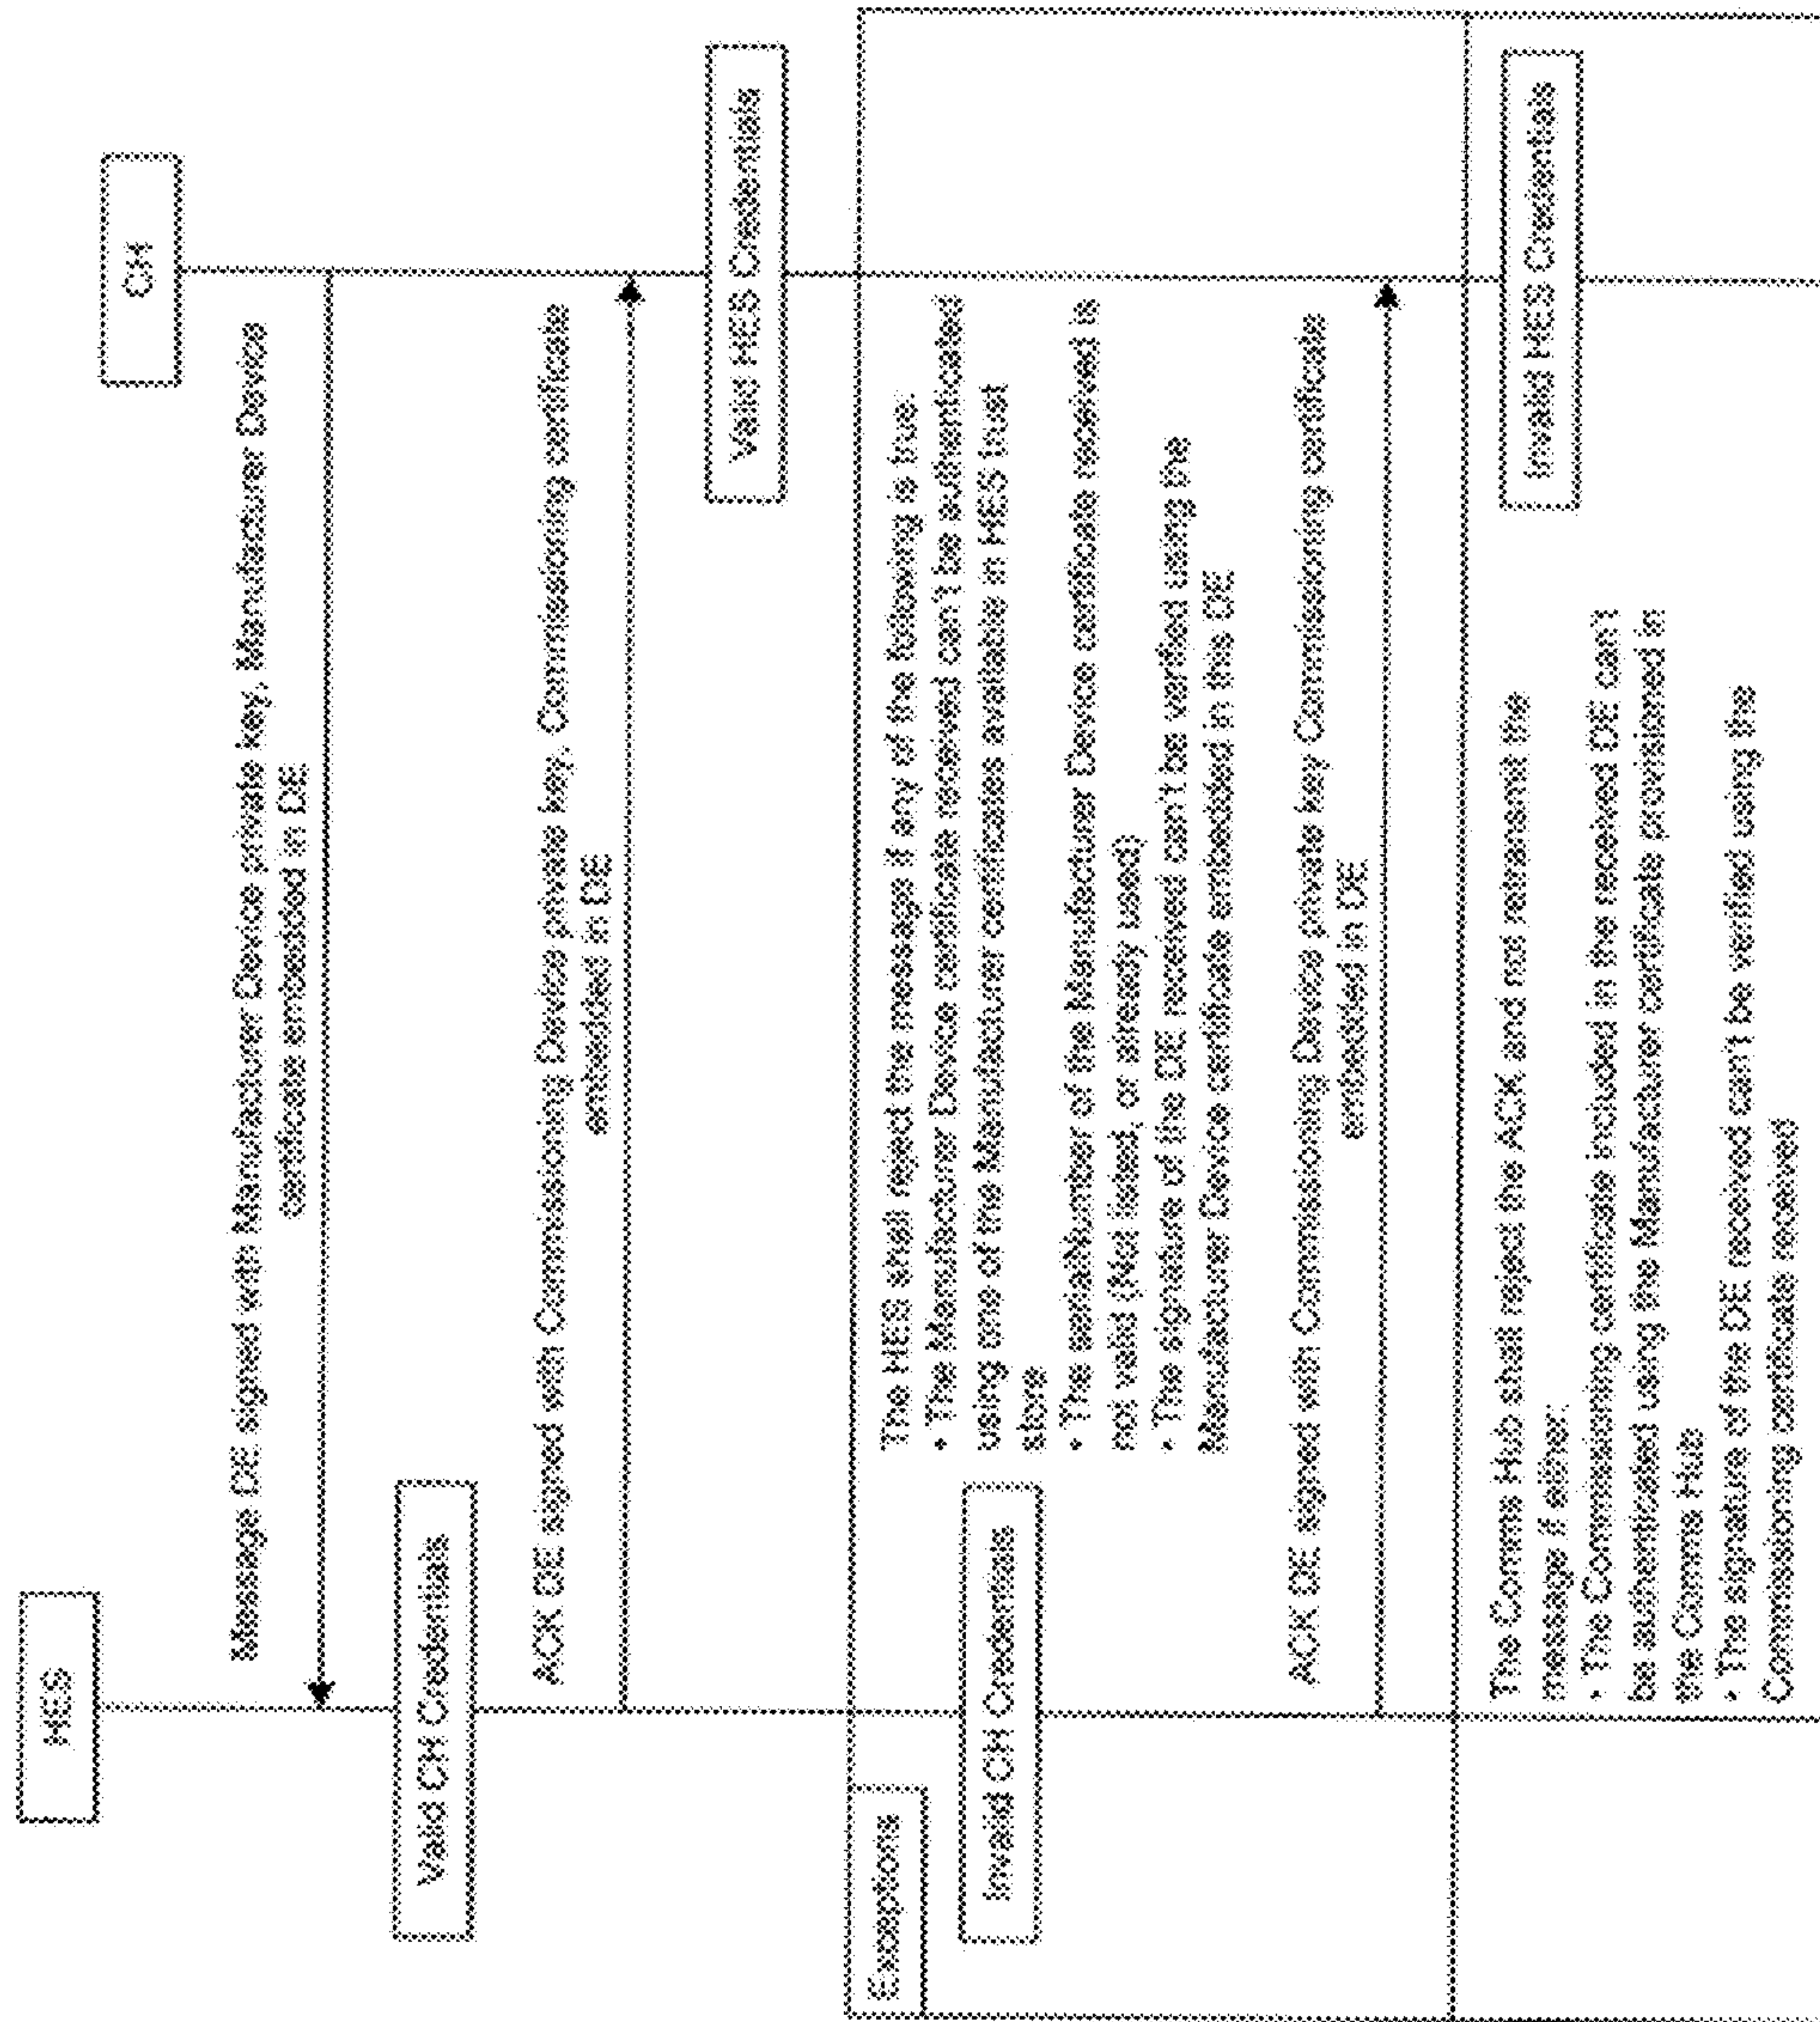 HES
CH
Message DE signed with Manufacturer Device private key, Manufacturer Device
certificate embedded in DE
Valid CH Credentials
ACK DE signed with Commissioning Device private key, Commissioning certificate
embedded in DE
Valid HES Credentials
Exceptions
The HES shall reject the message if any of the following is true:
• The Manufacturer Device certificate received can't be authenticated
using one of the Manufacturer certificates available in HES trust
store
• The serialNumber of the Manufacturer Device certificate received is
not valid (Not listed, or already used)
• The signature of the DE received can't be verified using the
Manufacturer Device certificate embedded in this DE
Invalid CH Credentials
ACK DE signed with Commissioning Device private key Commissioning certificate
embedded in DE
Invalid HES Credentials
The Comms Hub shall reject the ACK and not retransmit the
message if either:
• The Commissioning certificate included in the received DE can't
be authenticated using the Manufacturer certificate provisioned in
the Comms Hub
• The signature of the DE received can't be verified using the
Commissioning certificate received